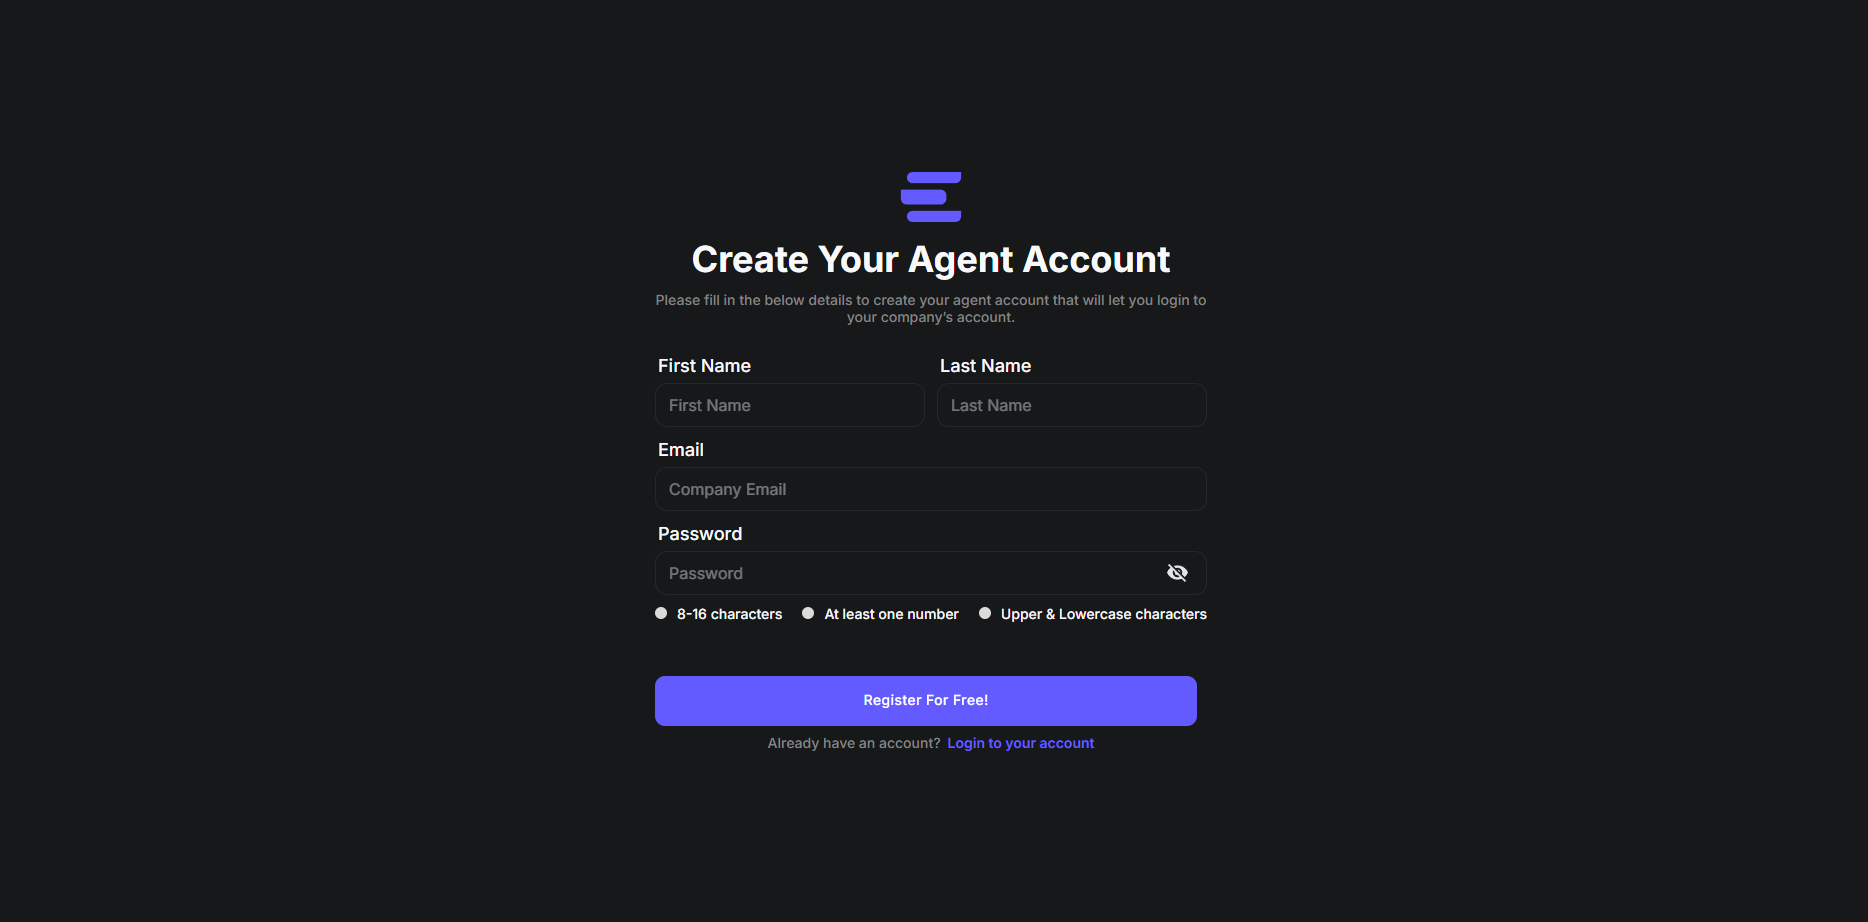 Create Your Agent Account
Please fill in the below details to create your agent account that will let you login to
your company’s account.
First Name
Last Name
First Name
Last Name
Email
Company Email
Password
Password
8-16 characters
At least one number
Upper & Lowercase characters
Register For Free!
Already have an account? Login to your account